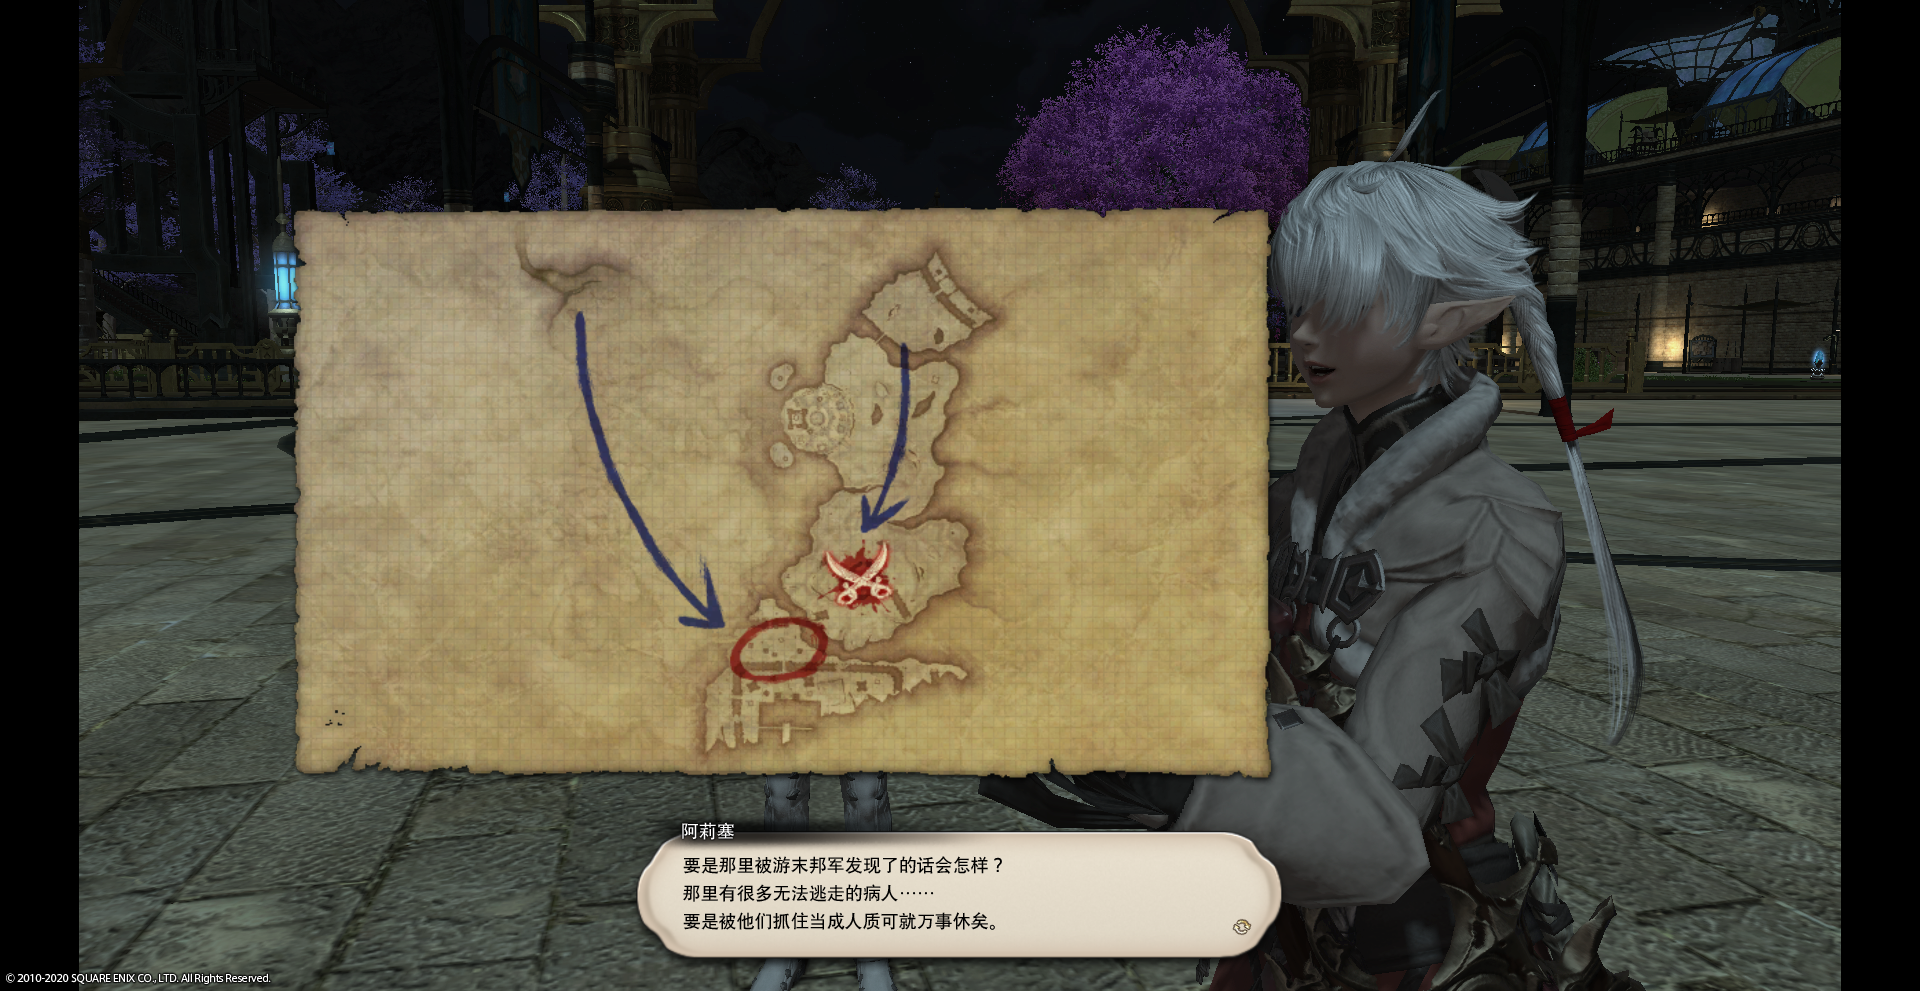 阿莉塞
要是那里被游末邦军发现了的话会怎样？
那里有很多无法逃走的病人……
要是被他们抓住当成人质可就万事休矣。
© 2010-2020 SQUARE ENIX CO., LTD. All Rights Reserved.